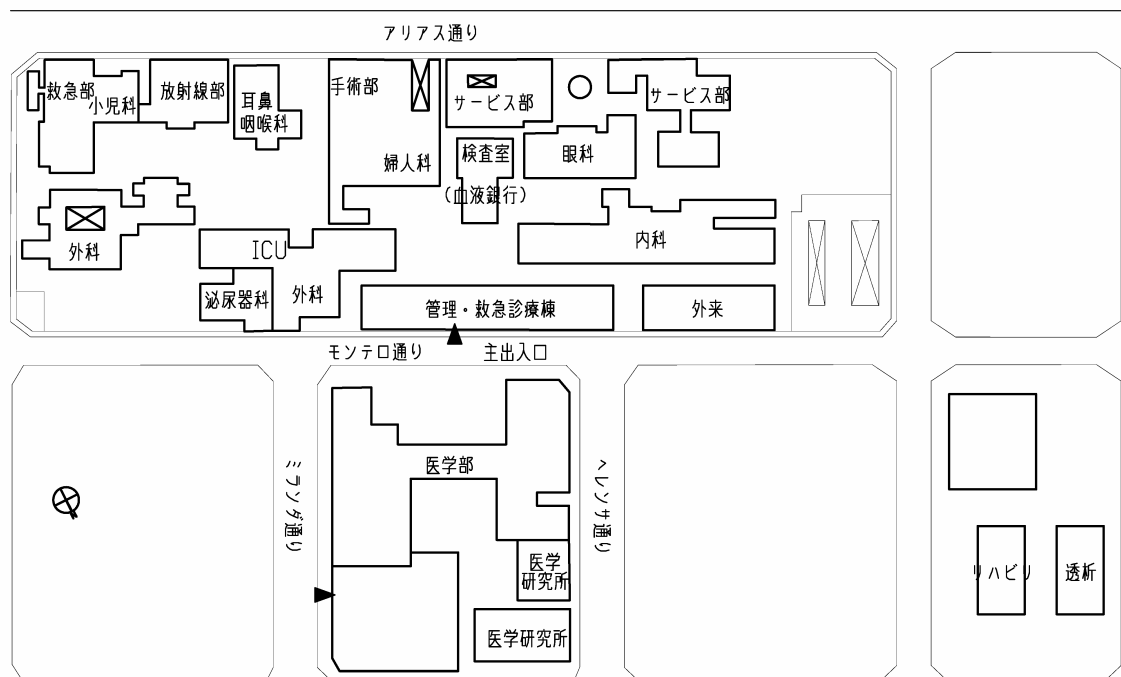 アリアス通り
救急部
小児科
放射線部
耳鼻
咽喉科
手術部
婦人科
サービス部
検査室
(血液銀行)
眼科
サービス部
外科
ICU
泌尿器科
外科
内科
管理・救急診療棟
外来
モンテロ通り
主出入口
ミランダ通り
医学部
ヘレンサ通り
医学
研究所
医学研究所
リハビリ
透析